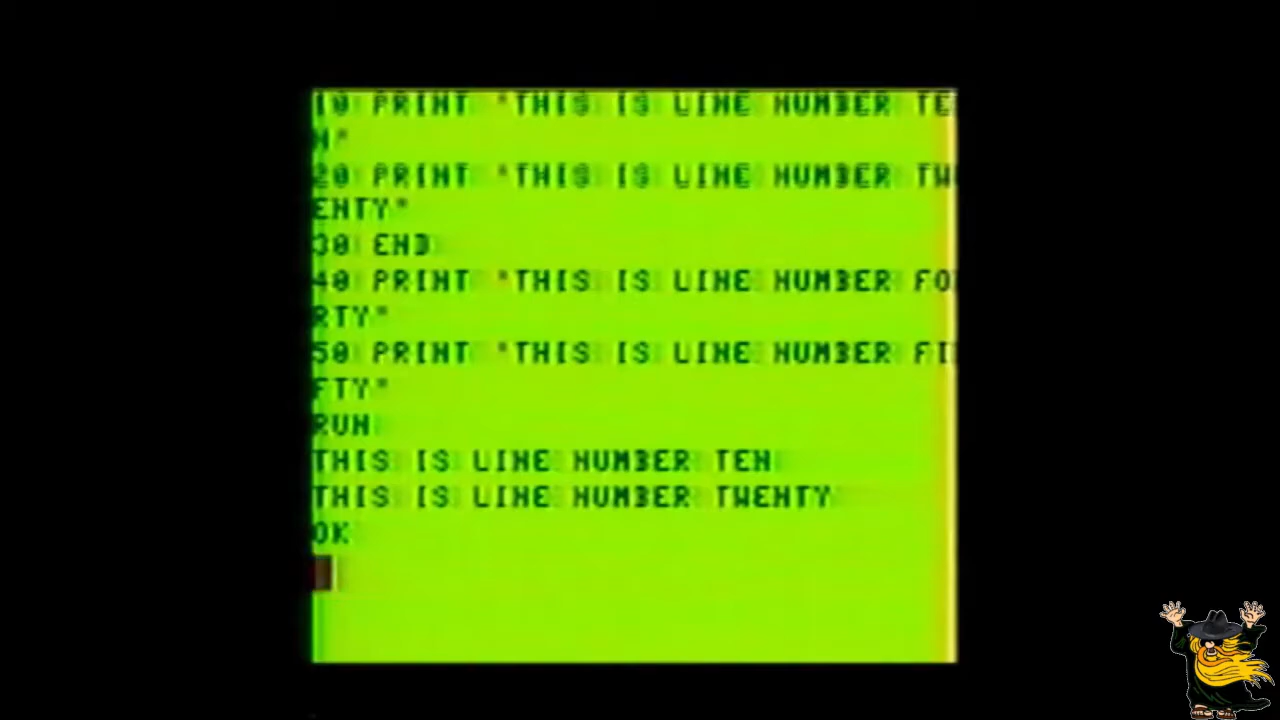 10 PRINT "THIS IS LINE NUMBER TE
N"
20 PRINT "THIS IS LINE NUMBER TW
ENTY"
30 END
40 PRINT "THIS IS LINE NUMBER FO
RTY"
50 PRINT "THIS IS LINE NUMBER FI
FTY"
RUN
THIS IS LINE NUMBER TEN
THIS IS LINE NUMBER TWENTY
OK